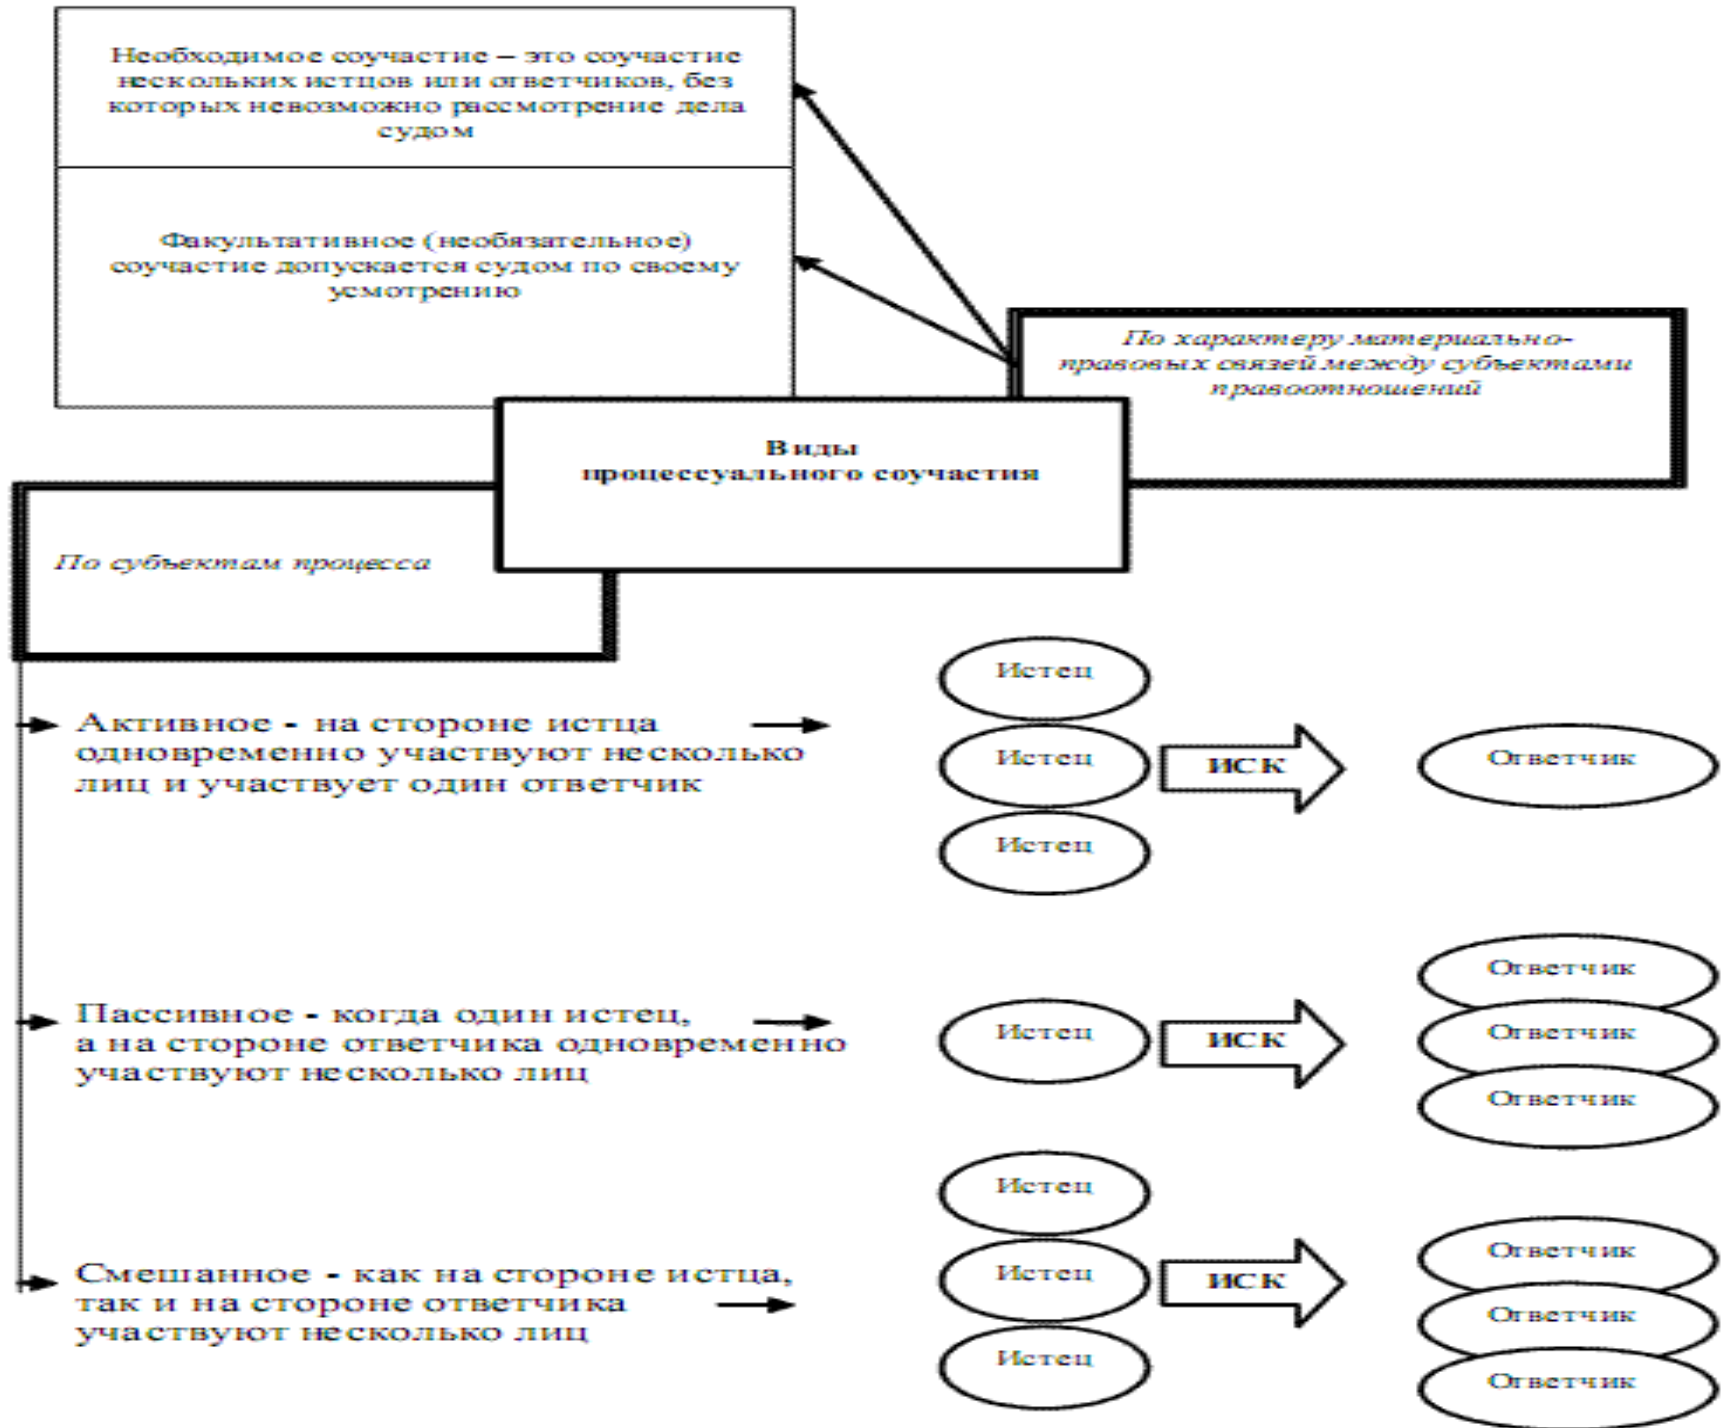 Необходимое соучастие – это соучастие
нескольких истцов или ответчиков, без
которых невозможно рассмотрение дела
судом
Факультативное (необязательное)
соучастие допускается судом по своему
усмотрению
По характеру материально-
правовых связей между субъектами
правоотношений
Виды
процессуального соучастия
По субъектам процесса
Активное - на стороне истца
одновременно участвуют несколько
лиц и участвует один ответчик
Истец
Истец
Истец
ИСК
Ответчик
Пассивное - когда один истец,
а на стороне ответчика одновременно
участвуют несколько лиц
Истец
ИСК
Ответчик
Ответчик
Ответчик
Смешанное - как на стороне истца,
так и на стороне ответчика
участвуют несколько лиц
Истец
Истец
Истец
ИСК
Ответчик
Ответчик
Ответчик